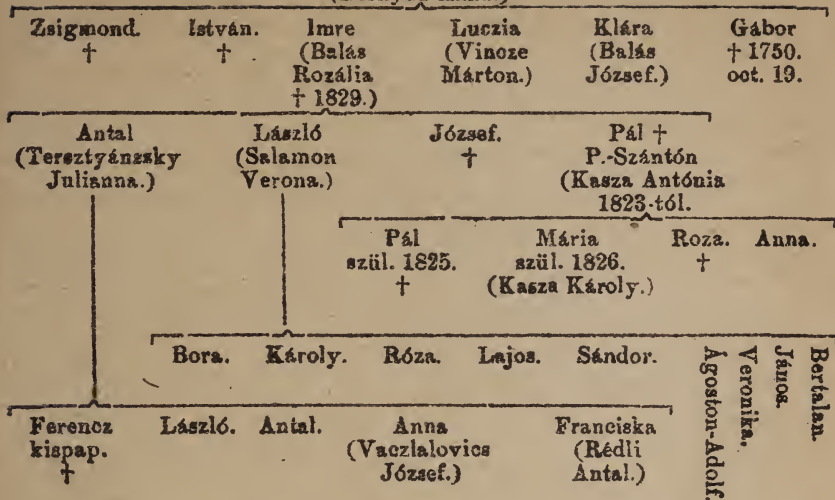 Zsigmond. István. Imre Luczia Klára Gábor
† † (Balás (Vincze (Balás † 1750.
Rozália Márton.) József.) oct. 19.
† 1829.)
Antal László József. Pál †
(Teresztyánszky (Salamon † P.-Szántón
Julianna.) Verona.) (Kasza Antónia
1823-tól.
Pál Mária Roza. Anna.
szül. 1825. szül. 1826. †
† (Kasza Károly.)
Bora. Károly. Róza. Lajos. Sándor.
Ágoston-Adolf.
Veronika.
János.
Bertalan.
Ferencz László. Antal. Anna Franciska
kispap. (Vaczlalovics (Rédli
† József.) Antal.)